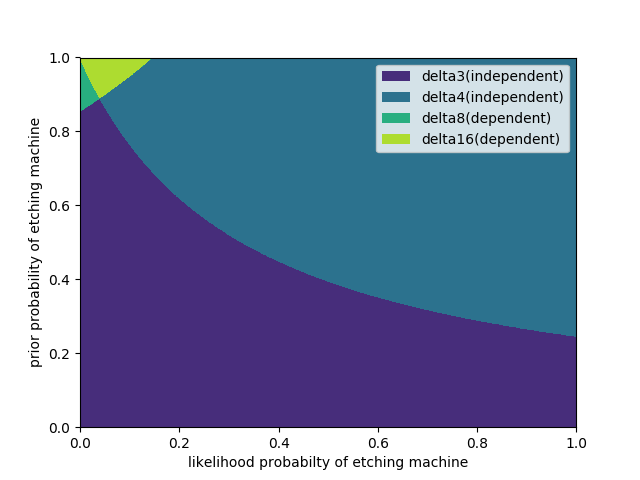 1.0
0.8
0.6
0.4
0.2
0.0
prior probability of etching machine
delta3(independent)
delta4(independent)
delta8(dependent)
delta16(dependent)
0.0 0.2 0.4 0.6 0.8 1.0
likelihood probabilty of etching machine